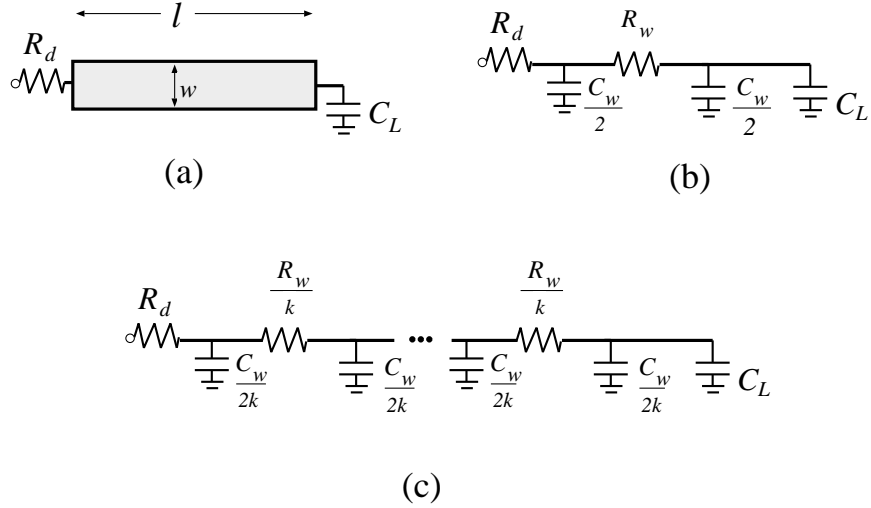 l
R_d
w
C_L
(a)
R_d
R_w
C_w/2
C_w/2
C_L
(b)
R_d
R_w/k
R_w/k
C_w/2k
C_w/2k
•••
C_w/2k
C_w/2k
C_L
(c)